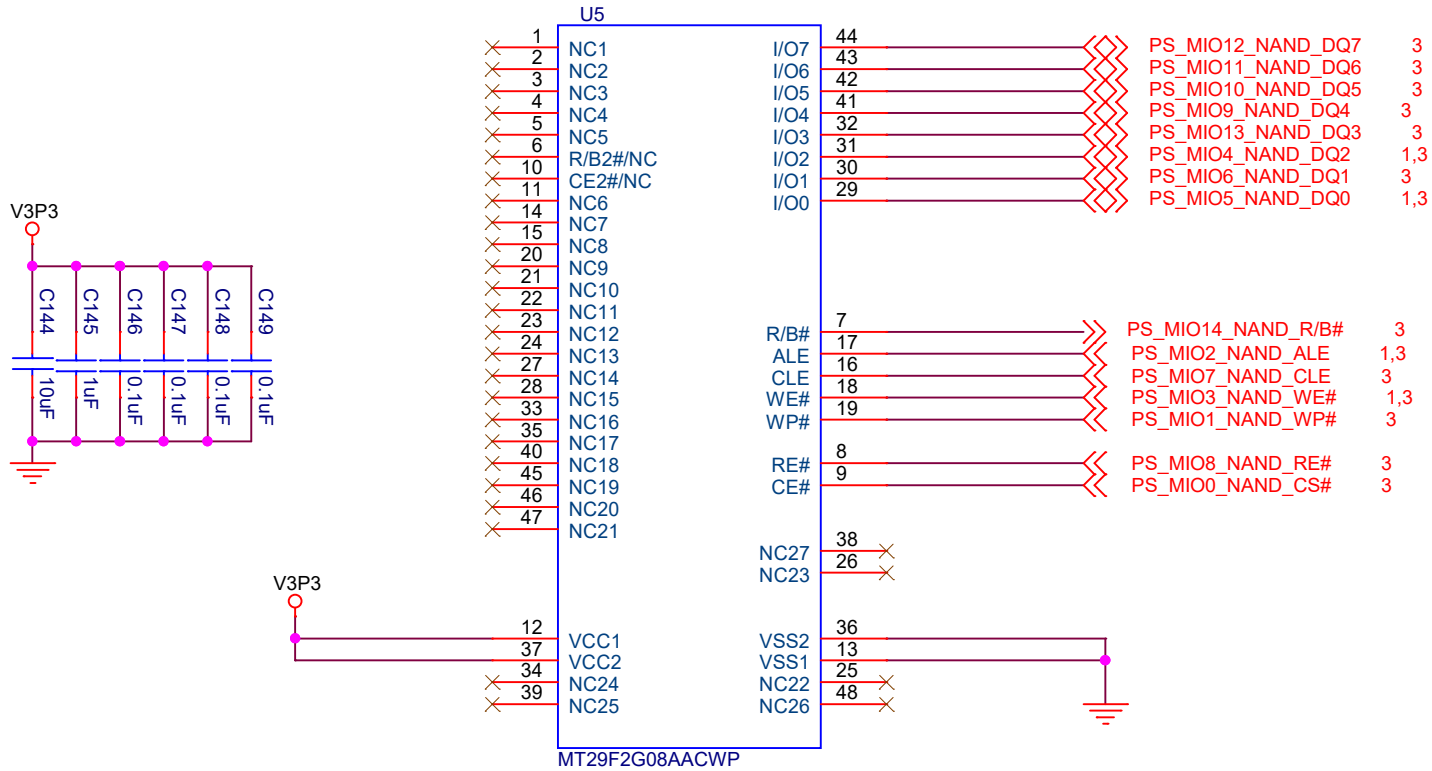 U5
1 NC1
2 NC2
3 NC3
4 NC4
5 NC5
6 R/B2#/NC
10 CE2#/NC
11 NC6
14 NC7
15 NC8
20 NC9
21 NC10
22 NC11
23 NC12
24 NC13
27 NC14
28 NC15
33 NC16
35 NC17
40 NC18
45 NC19
46 NC20
47 NC21
12 VCC1
37 VCC2
34 NC24
39 NC25
I/O7 44 PS_MIO12_NAND_DQ7 3
I/O6 43 PS_MIO11_NAND_DQ6 3
I/O5 42 PS_MIO10_NAND_DQ5 3
I/O4 41 PS_MIO9_NAND_DQ4 3
I/O3 32 PS_MIO13_NAND_DQ3 3
I/O2 31 PS_MIO4_NAND_DQ2 1,3
I/O1 30 PS_MIO6_NAND_DQ1 3
I/O0 29 PS_MIO5_NAND_DQ0 1,3
R/B# 7 PS_MIO14_NAND_R/B# 3
ALE 17 PS_MIO2_NAND_ALE 1,3
CLE 16 PS_MIO7_NAND_CLE 3
WE# 18 PS_MIO3_NAND_WE# 1,3
WP# 19 PS_MIO1_NAND_WP# 3
RE# 8 PS_MIO8_NAND_RE# 3
CE# 9 PS_MIO0_NAND_CS# 3
NC27 38
NC23 26
VSS2 36
VSS1 13
NC22 25
NC26 48
MT29F2G08AACWP
V3P3
C144 10uF
C145 1uF
C146 0.1uF
C147 0.1uF
C148 0.1uF
C149 0.1uF
V3P3